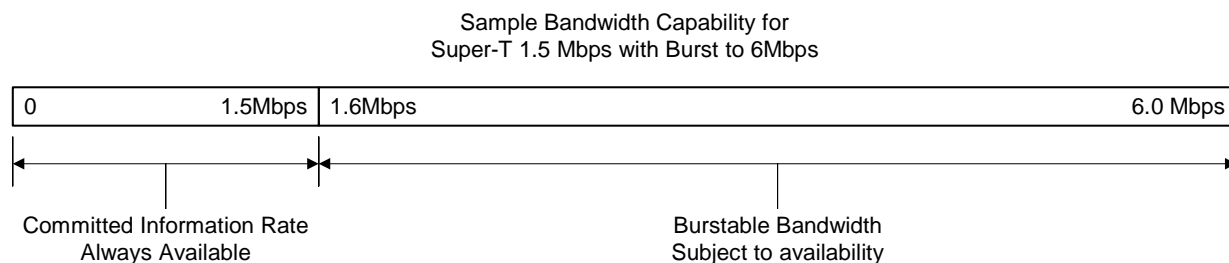 Sample Bandwidth Capability for
Super-T 1.5 Mbps with Burst to 6Mbps
0 1.5Mbps 1.6Mbps 6.0 Mbps
Committed Information Rate
Always Available
Burstable Bandwidth
Subject to availability